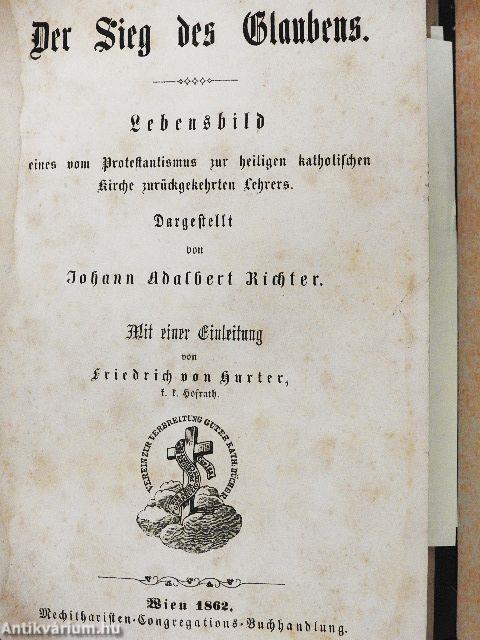 Der Sieg des Glaubens.
Lebensbild
eines vom Protestantismus zur heiligen katholischen
Kirche zurückgekehrten Lehrers.
Dargestellt
von
Johann Adalbert Richter.
Mit einer Einleitung
von
Friedrich von Hurter,
k. k. Hofrath.
VEREIN ZUR VERBREITUNG GUTER KATH. BÜCHER
Wien 1862.
Mechitharisten-Congregations-Buchhandlung.
Antikvárium.hu